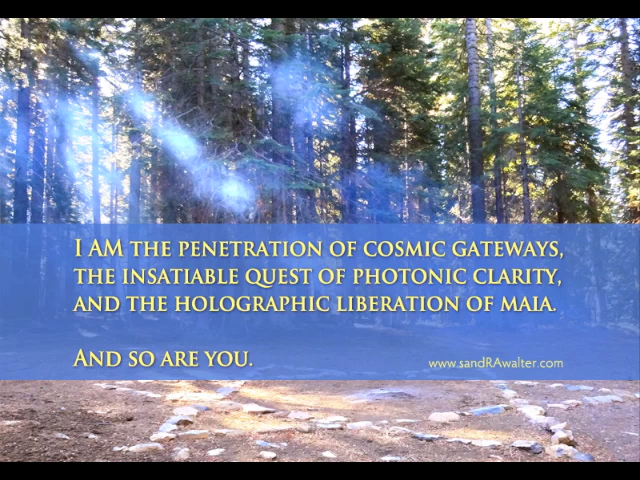 I AM THE PENETRATION OF COSMIC GATEWAYS,
THE INSATIABLE QUEST OF PHOTONIC CLARITY,
AND THE HOLOGRAPHIC LIBERATION OF MAIA.
AND SO ARE YOU.
www.sandRAwalter.com